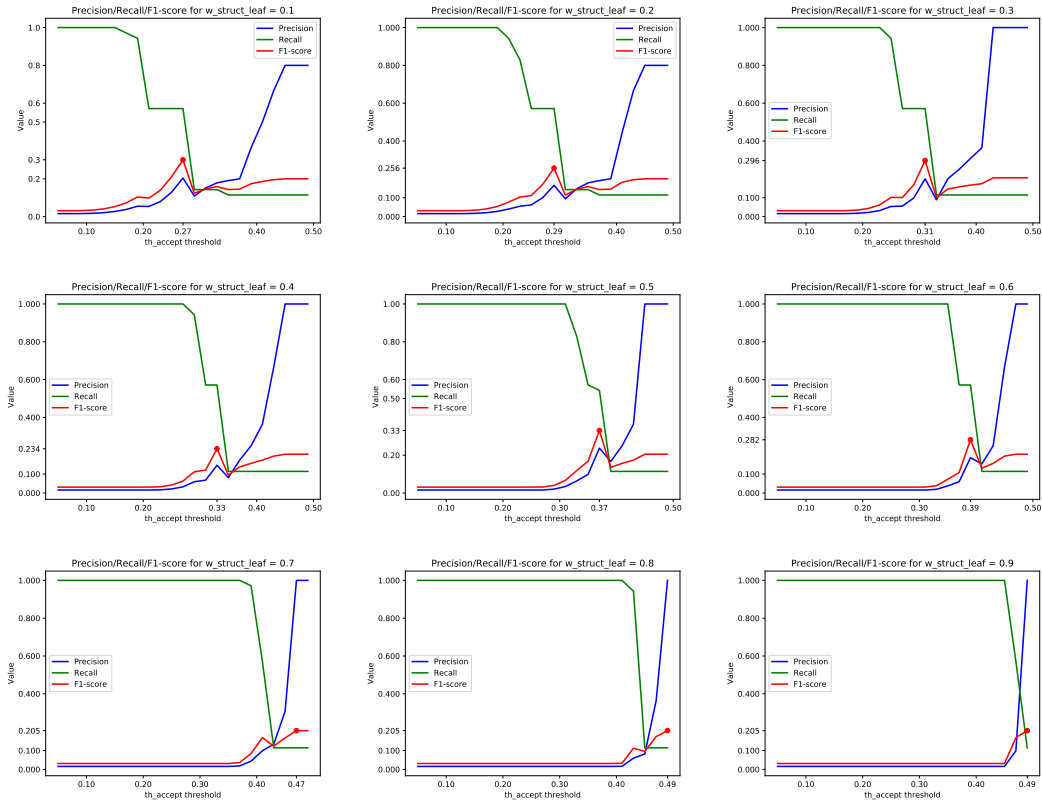 Precision/Recall/F1-score for w_struct_leaf = 0.1
1.0
0.8
0.6
0.5
0.3
0.2
0.0
Value
Precision
Recall
F1-score
0.10 0.20 0.27 0.40 0.50
th_accept threshold
Precision/Recall/F1-score for w_struct_leaf = 0.2
1.000
0.800
0.600
0.400
0.256
0.100
0.000
Value
Precision
Recall
F1-score
0.10 0.20 0.29 0.40 0.50
th_accept threshold
Precision/Recall/F1-score for w_struct_leaf = 0.3
1.000
0.800
0.600
0.400
0.296
0.100
0.000
Value
Precision
Recall
F1-score
0.10 0.20 0.31 0.40 0.50
th_accept threshold
Precision/Recall/F1-score for w_struct_leaf = 0.4
1.000
0.800
0.600
0.400
0.234
0.100
0.000
Value
Precision
Recall
F1-score
0.10 0.20 0.33 0.40 0.50
th_accept threshold
Precision/Recall/F1-score for w_struct_leaf = 0.5
1.00
0.80
0.60
0.50
0.33
0.20
0.00
Value
Precision
Recall
F1-score
0.10 0.20 0.37 0.50
th_accept threshold
Precision/Recall/F1-score for w_struct_leaf = 0.6
1.000
0.800
0.600
0.400
0.282
0.100
0.000
Value
Precision
Recall
F1-score
0.10 0.20 0.39 0.50
th_accept threshold
Precision/Recall/F1-score for w_struct_leaf = 0.7
1.000
0.800
0.600
0.400
0.205
0.100
0.000
Value
Precision
Recall
F1-score
0.10 0.20 0.30 0.40 0.47
th_accept threshold
Precision/Recall/F1-score for w_struct_leaf = 0.8
1.000
0.800
0.600
0.400
0.205
0.100
0.000
Value
Precision
Recall
F1-score
0.10 0.20 0.30 0.40 0.49
th_accept threshold
Precision/Recall/F1-score for w_struct_leaf = 0.9
1.000
0.800
0.600
0.400
0.205
0.100
0.000
Value
Precision
Recall
F1-score
0.10 0.20 0.30 0.40 0.49
th_accept threshold